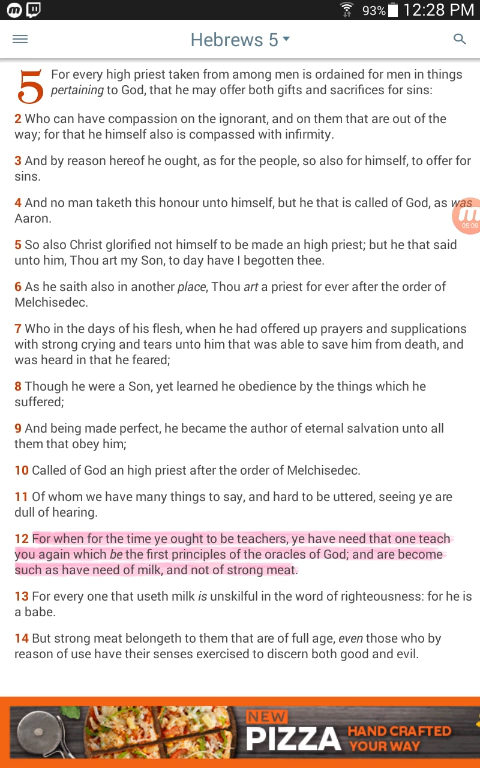 93% 12:28 PM
Hebrews 5
5 For every high priest taken from among men is ordained for men in things
pertaining to God, that he may offer both gifts and sacrifices for sins:
2 Who can have compassion on the ignorant, and on them that are out of the
way; for that he himself also is compassed with infirmity.
3 And by reason hereof he ought, as for the people, so also for himself, to offer for
sins.
4 And no man taketh this honour unto himself, but he that is called of God, as was
Aaron.
05:00
5 So also Christ glorified not himself to be made an high priest; but he that said
unto him, Thou art my Son, to day have I begotten thee.
6 As he saith also in another place, Thou art a priest for ever after the order of
Melchisedec.
7 Who in the days of his flesh, when he had offered up prayers and supplications
with strong crying and tears unto him that was able to save him from death, and
was heard in that he feared;
8 Though he were a Son, yet learned he obedience by the things which he
suffered;
9 And being made perfect, he became the author of eternal salvation unto all
them that obey him;
10 Called of God an high priest after the order of Melchisedec.
11 Of whom we have many things to say, and hard to be uttered, seeing ye are
dull of hearing.
12 For when for the time ye ought to be teachers, ye have need that one teach
you again which be the first principles of the oracles of God; and are become
such as have need of milk, and not of strong meat.
13 For every one that useth milk is unskilful in the word of righteousness: for he is
a babe.
14 But strong meat belongeth to them that are of full age, even those who by
reason of use have their senses exercised to discern both good and evil.
NEW
PIZZA
HAND CRAFTED
YOUR WAY